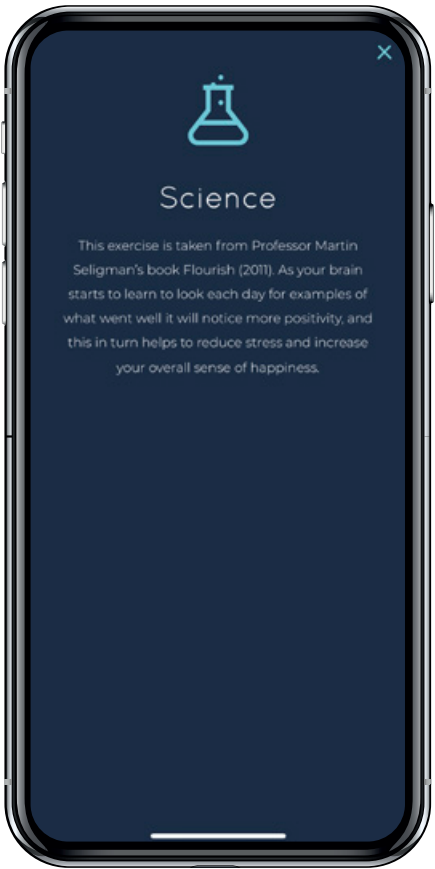 Science
This exercise is taken from Professor Martin
Seligman's book Flourish (2011). As your brain
starts to learn to look each day for examples of
what went well it will notice more positivity, and
this in turn helps to reduce stress and increase
your overall sense of happiness.